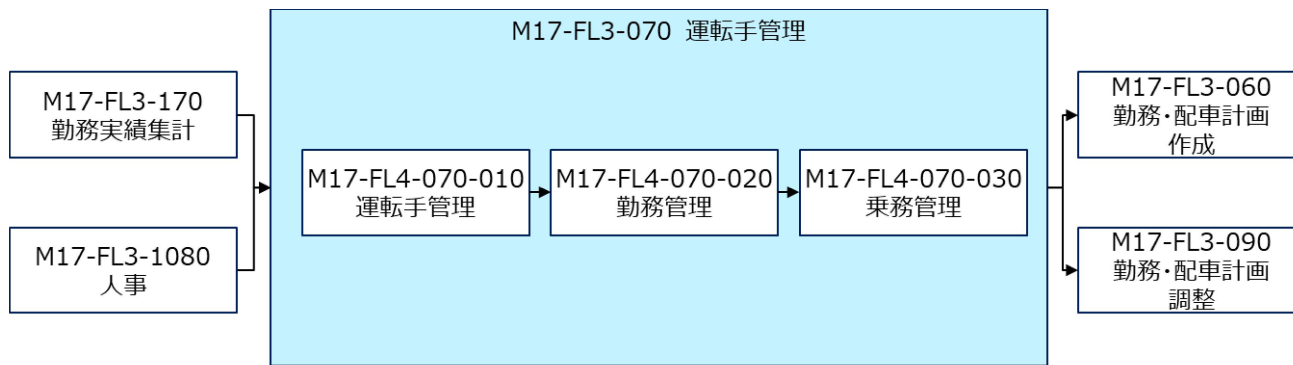 M17-FL3-070 運転手管理
M17-FL3-170
勤務実績集計
M17-FL3-1080
人事
M17-FL4-070-010
運転手管理
M17-FL4-070-020
勤務管理
M17-FL4-070-030
乗務管理
M17-FL3-060
勤務・配車計画
作成
M17-FL3-090
勤務・配車計画
調整